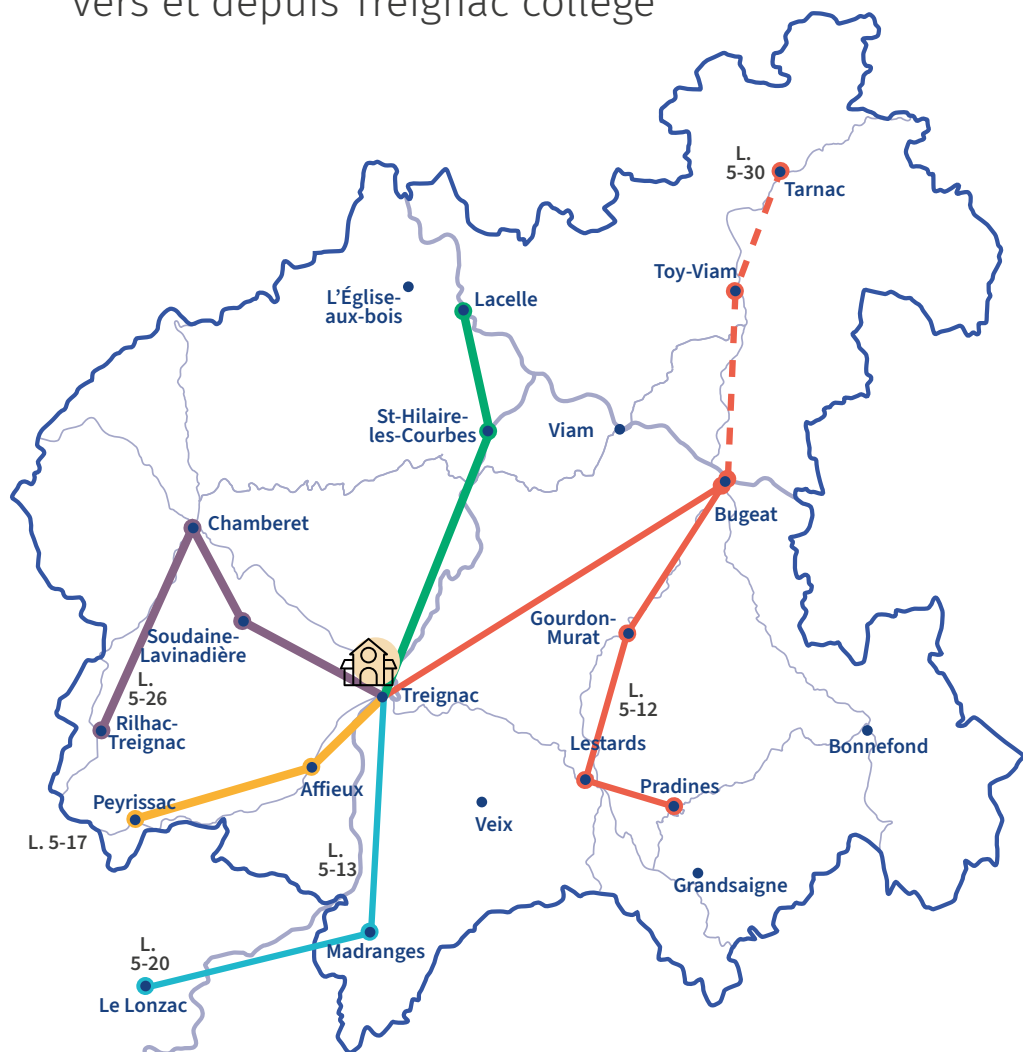 vers et depuis Treignac collège
L.
5-30
Tarnac
Toy-Viam
L'Église-
aux-bois
Lacelle
St-Hilaire-
les-Courbes
Viam
Bugeat
Chamberet
Gourdon-
Murat
Soudaine-
Lavinadière
L.
5-26
Treignac
L.
5-12
Rilhac-
Treignac
Lestards
Bonnefond
Pradines
Affieux
Peyrissac
Veix
L. 5-17
L.
5-13
Grandsaigne
L.
5-20
Madranges
Le Lonzac